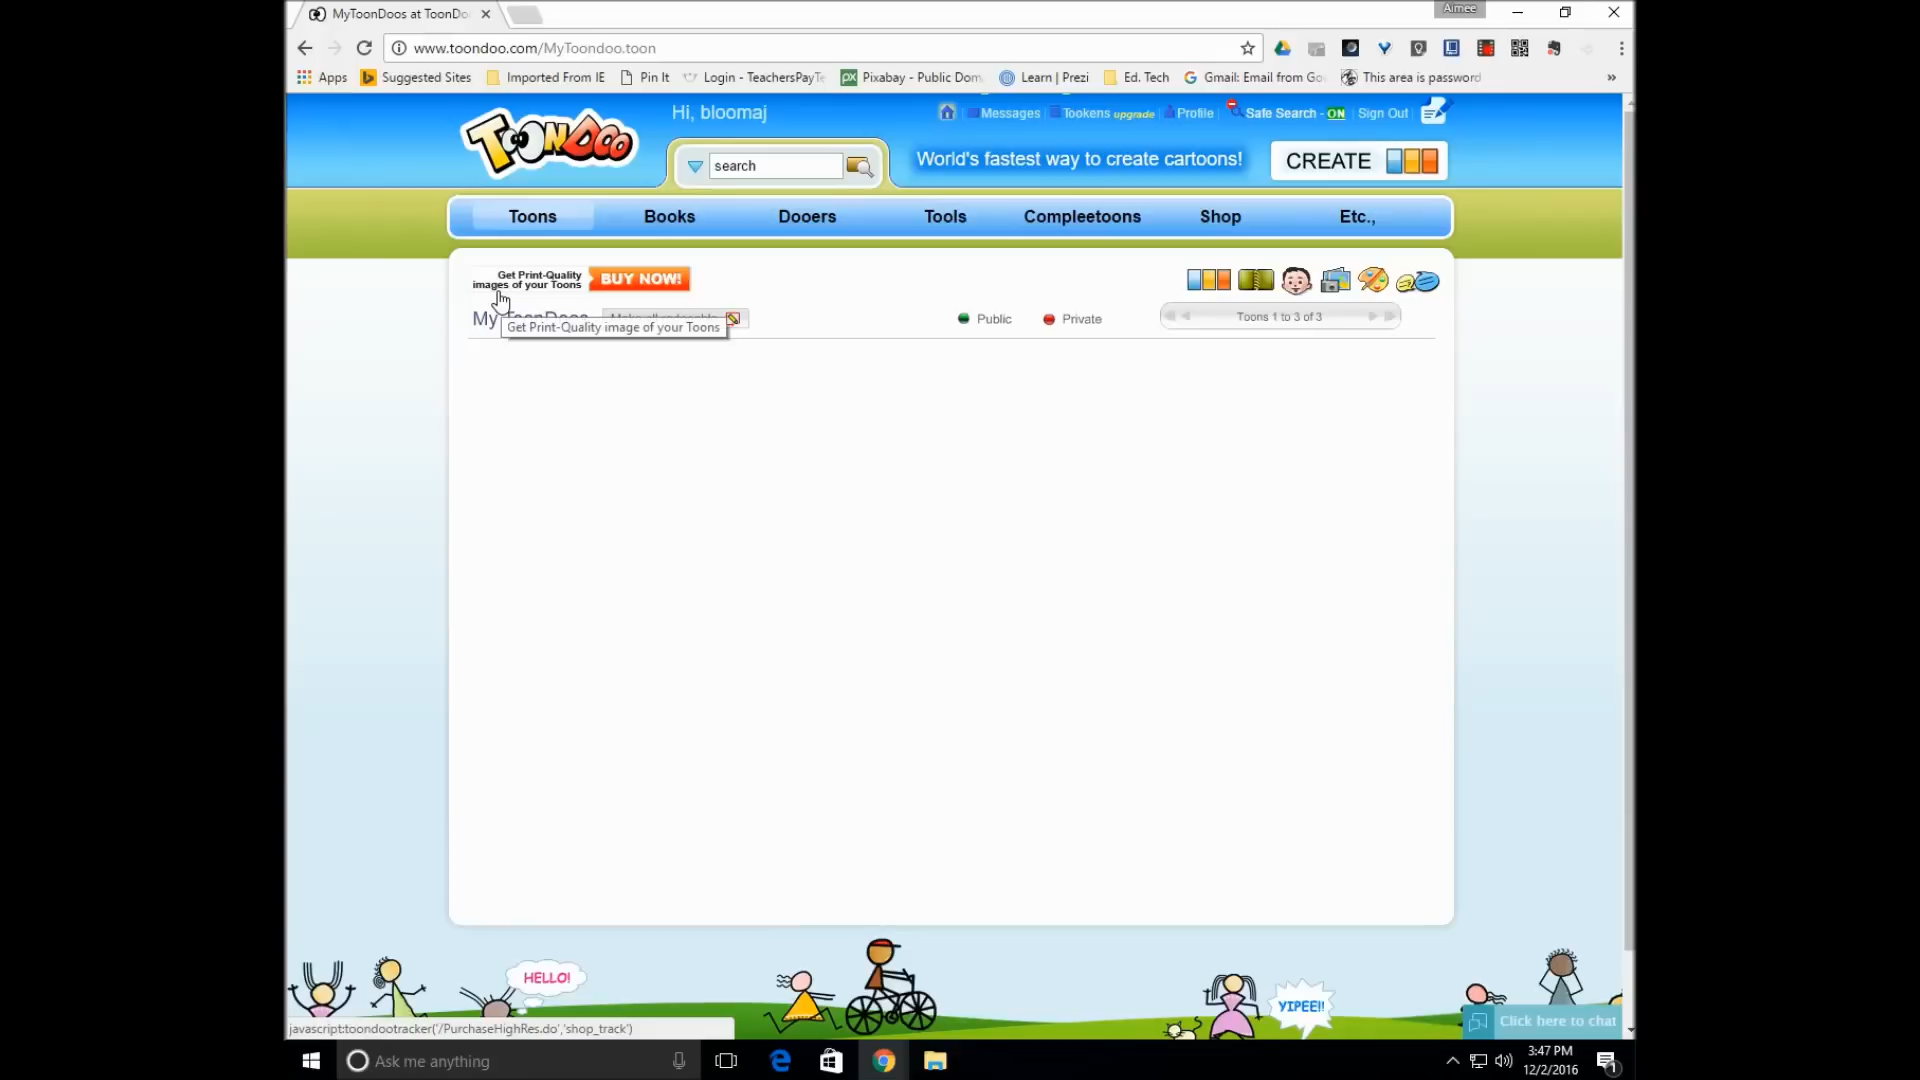 MyToonDoos at ToonDo
Aimee
www.toondoo.com/MyToondoo.toon
Apps
Suggested Sites
Imported From IE
Pin It
Login - TeachersPayTe
PX
Pixabay - Public Dom
Learn | Prezi
Ed. Tech
Gmail: Email from Go
This area is password
»
TOONDOO
Hi, bloomaj
Messages
Tookens upgrade
Profile
Safe Search - ON
Sign Out
search
World's fastest way to create cartoons!
CREATE
Toons
Books
Dooers
Tools
Compleetoons
Shop
Etc.,
Get Print-Quality
images of your Toons
BUY NOW!
Get Print-Quality image of your Toons
Public
Private
Toons 1 to 3 of 3
HELLO!
YIPEE!!
Click here to chat
javascript:toondootracker('/PurchaseHighRes.do','shop_track')
Ask me anything
3:47 PM
12/2/2016
1